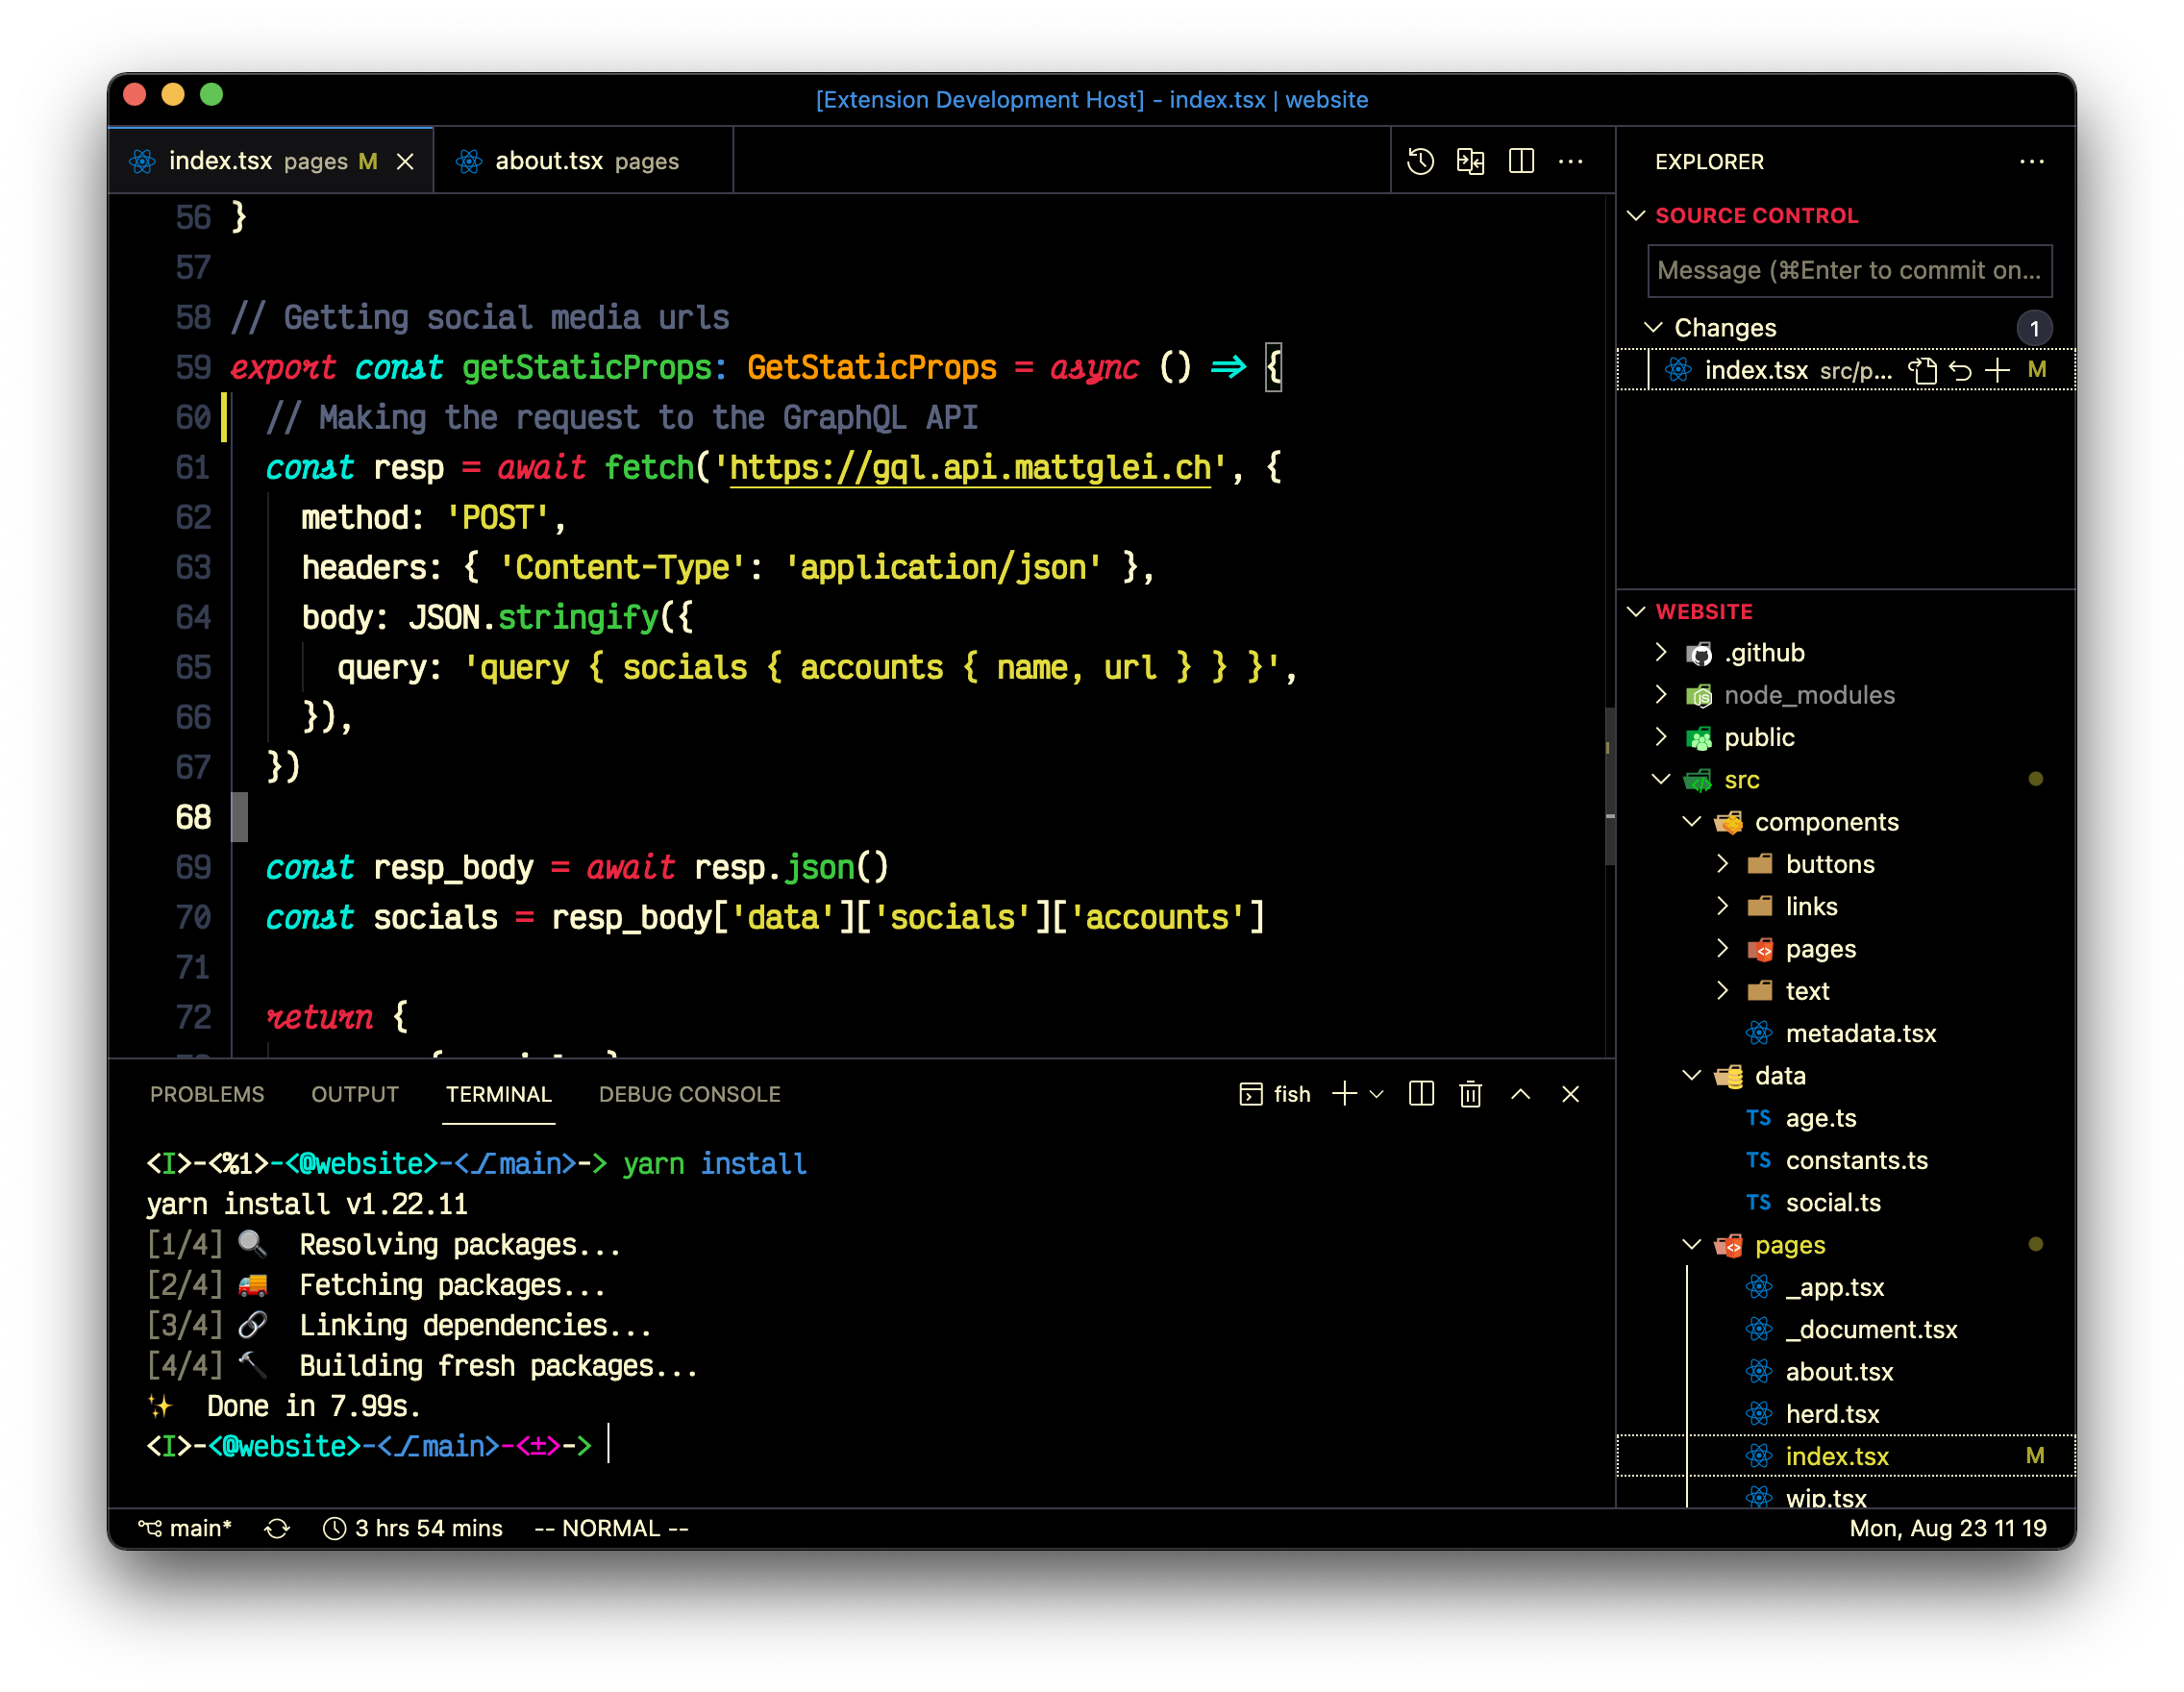 [Extension Development Host] - index.tsx | website
index.tsx pages M
about.tsx pages
56 }
57
58 // Getting social media urls
59 export const getStaticProps: GetStaticProps = async () => {
60 // Making the request to the GraphQL API
61 const resp = await fetch('https://gql.api.mattglei.ch', {
62 method: 'POST',
63 headers: { 'Content-Type': 'application/json' },
64 body: JSON.stringify({
65 query: 'query { socials { accounts { name, url } } }',
66 }),
67 })
68
69 const resp_body = await resp.json()
70 const socials = resp_body['data']['socials']['accounts']
71
72 return {
PROBLEMS OUTPUT TERMINAL DEBUG CONSOLE
fish
<I>-<%1>-<@website>-<⎇main>-> yarn install
yarn install v1.22.11
[1/4] 🔍 Resolving packages...
[2/4] 🚚 Fetching packages...
[3/4] 🔗 Linking dependencies...
[4/4] 🔨 Building fresh packages...
✨ Done in 7.99s.
<I>-<@website>-<⎇main>-<±>->
EXPLORER
SOURCE CONTROL
Message (⌘Enter to commit on...
Changes 1
index.tsx src/p... M
WEBSITE
.github
node_modules
public
src
components
buttons
links
pages
text
metadata.tsx
data
TS age.ts
TS constants.ts
TS social.ts
pages
_app.tsx
_document.tsx
about.tsx
herd.tsx
index.tsx M
wip.tsx
main* 3 hrs 54 mins -- NORMAL --
Mon, Aug 23 11 19